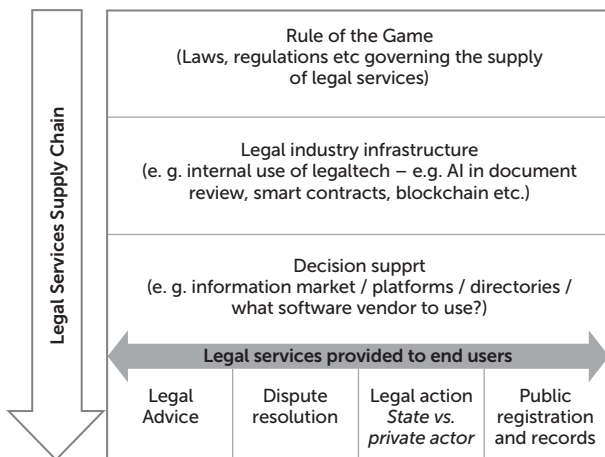 Legal Services Supply Chain
Rule of the Game
(Laws, regulations etc governing the supply
of legal services)
Legal industry infrastructure
(e. g. internal use of legaltech – e.g. AI in document
review, smart contracts, blockchain etc.)
Decision supprt
(e. g. information market / platforms / directories /
what software vendor to use?)
Legal services provided to end users
Legal
Advice
Dispute
resolution
Legal action
State vs.
private actor
Public
registration
and records